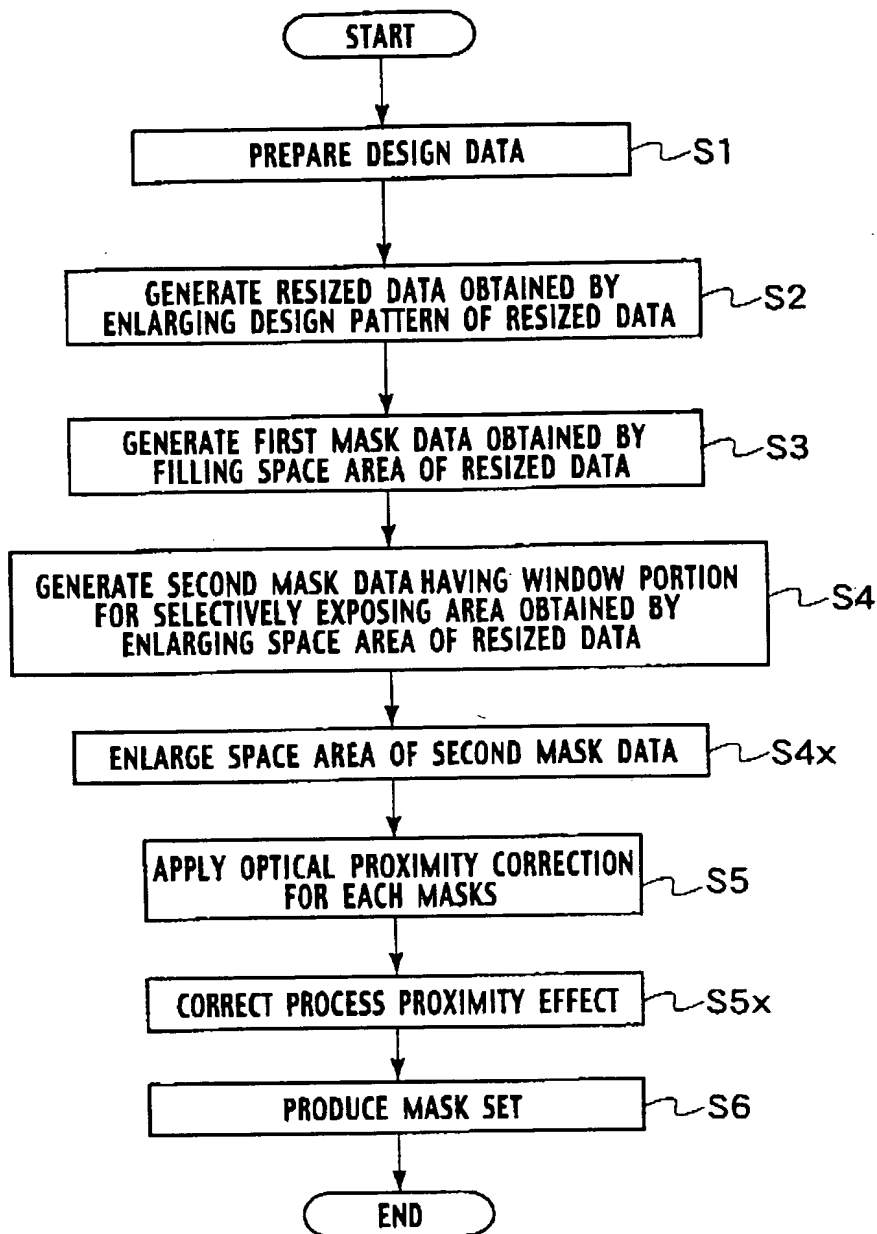 START
PREPARE DESIGN DATA
S1
GENERATE RESIZED DATA OBTAINED BY
ENLARGING DESIGN PATTERN OF RESIZED DATA
S2
GENERATE FIRST MASK DATA OBTAINED BY
FILLING SPACE AREA OF RESIZED DATA
S3
GENERATE SECOND MASK DATA HAVING WINDOW PORTION
FOR SELECTIVELY EXPOSING AREA OBTAINED BY
ENLARGING SPACE AREA OF RESIZED DATA
S4
ENLARGE SPACE AREA OF SECOND MASK DATA
S4x
APPLY OPTICAL PROXIMITY CORRECTION
FOR EACH MASKS
S5
CORRECT PROCESS PROXIMITY EFFECT
S5x
PRODUCE MASK SET
S6
END